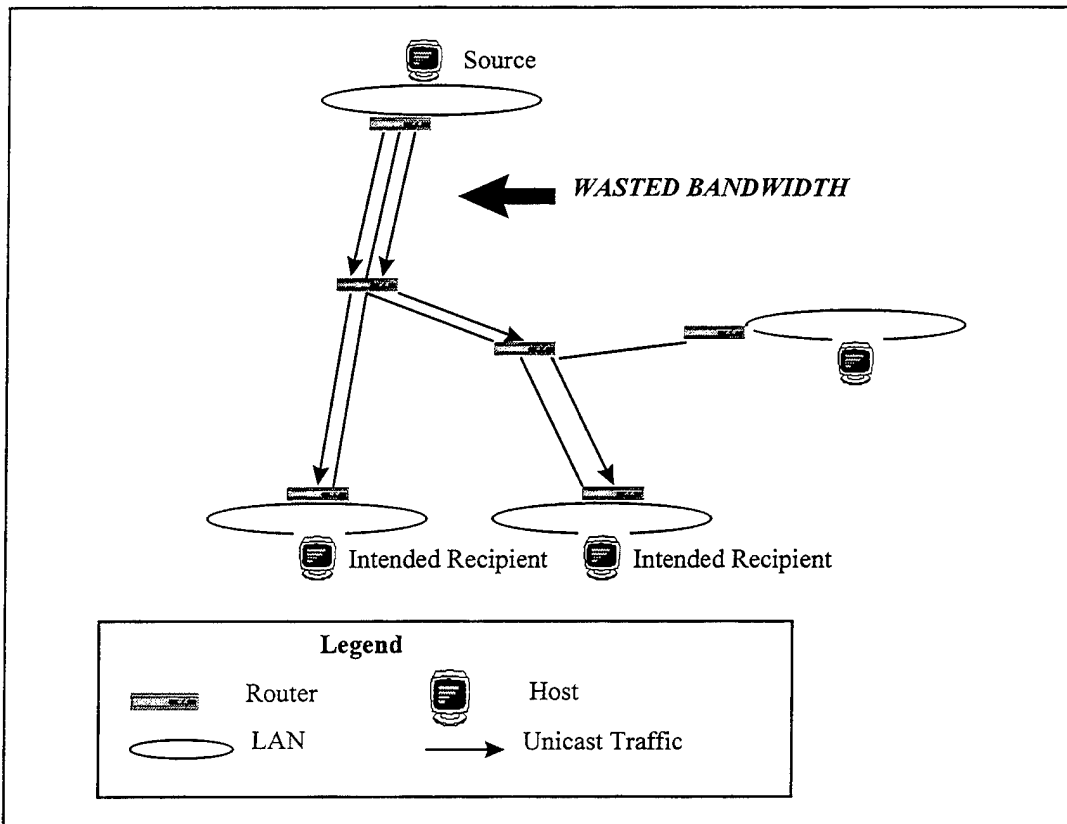 Source
WASTED BANDWIDTH
Intended Recipient
Intended Recipient
Legend
Router
Host
LAN
Unicast Traffic